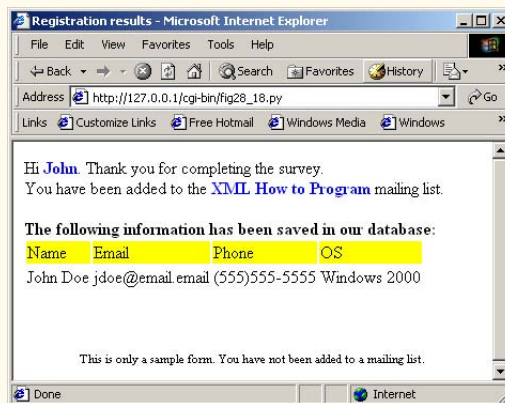 Registration results - Microsoft Internet Explorer
File Edit View Favorites Tools Help
Back Search Favorites History
Address http://127.0.0.1/cgi-bin/fig28_18.py Go
Links Customize Links Free Hotmail Windows Media Windows
Hi John. Thank you for completing the survey.
You have been added to the XML How to Program mailing list.
The following information has been saved in our database:
Name Email Phone OS
John Doe jdoe@email.email (555)555-5555 Windows 2000
This is only a sample form. You have not been added to a mailing list.
Done Internet